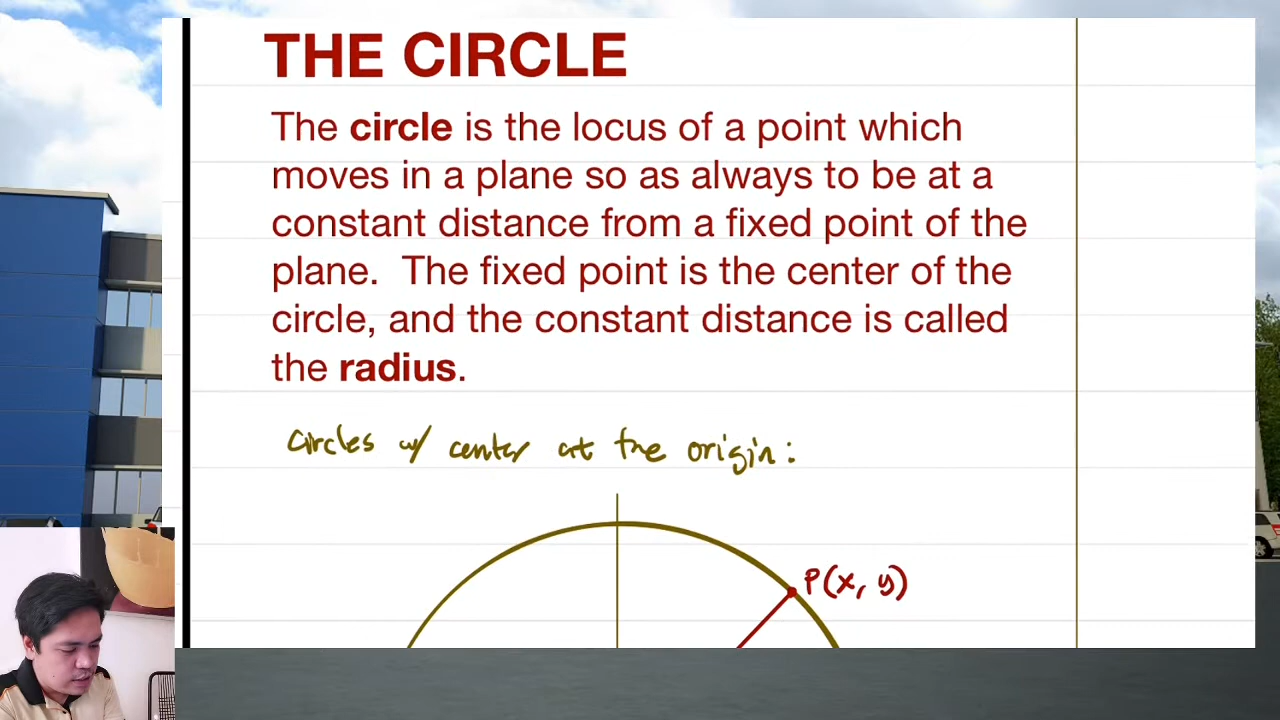 THE CIRCLE
The circle is the locus of a point which
moves in a plane so as always to be at a
constant distance from a fixed point of the
plane.  The fixed point is the center of the
circle, and the constant distance is called
the radius.
circles w/ center at the origin:
P(x, y)